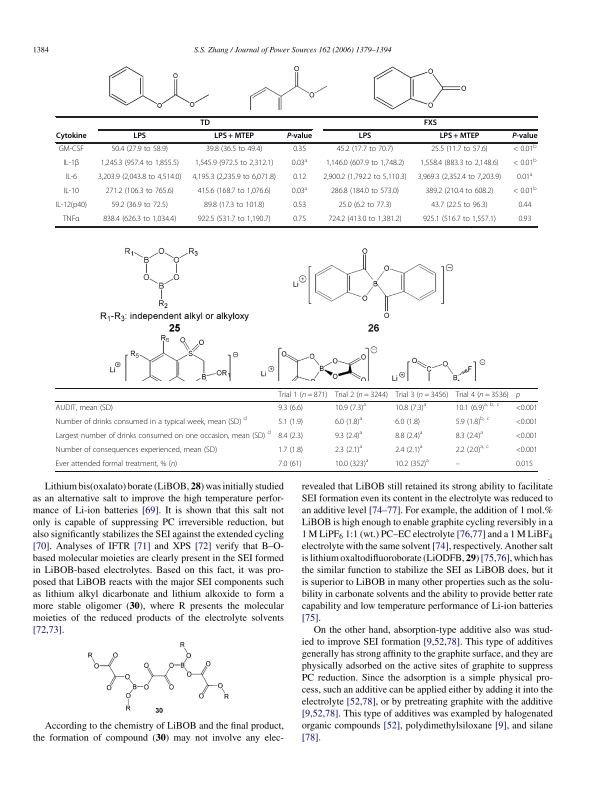 1384
S.S. Zhang / Journal of Power Sources 162 (2006) 1379–1394
O
O
O
O
O
O
O
O
TD FXS
Cytokine LPS LPS + MTEP P-value LPS LPS + MTEP P-value
GM-CSF 50.4 (27.9 to 58.9) 39.8 (36.5 to 49.4) 0.35 45.2 (17.7 to 70.7) 25.5 (11.7 to 57.6) < 0.01b
IL-1β 1,245.3 (957.4 to 1,855.5) 1,545.9 (972.5 to 2,312.1) 0.03a 1,146.0 (607.9 to 1,748.2) 1,558.4 (883.3 to 2,148.6) < 0.01b
IL-6 3,203.9 (2,043.8 to 4,514.0) 4,195.3 (2,235.9 to 6,071.8) 0.12 2,900.2 (1,792.2 to 5,110.3) 3,969.3 (2,352.4 to 7,203.9) 0.01a
IL-10 271.2 (106.3 to 765.6) 415.6 (168.7 to 1,076.6) 0.03a 286.8 (184.0 to 573.0) 389.2 (210.4 to 608.2) < 0.01b
IL-12(p40) 59.2 (36.9 to 72.5) 89.8 (17.3 to 101.8) 0.53 25.0 (6.2 to 77.3) 43.7 (22.5 to 96.3) 0.44
TNFα 838.4 (626.3 to 1,034.4) 922.5 (531.7 to 1,190.7) 0.75 724.2 (413.0 to 1,381.2) 925.1 (516.7 to 1,557.1) 0.93
R1 B O O R3
O B O
R2
R1-R3: independent alkyl or alkyloxy
25
Li⊕ O O B O O ⊖
26
R6 O O
R5 S
Li⊕ B OR1 ⊖
Li⊕ O O B O O ⊖
Li⊕ O C O B F ⊖
Trial 1 (n = 871) Trial 2 (n = 3244) Trial 3 (n = 3456) Trial 4 (n = 3536) p
AUDIT, mean (SD) 9.3 (6.6) 10.9 (7.3)a 10.8 (7.3)a 10.1 (6.9)a, b, c <0.001
Number of drinks consumed in a typical week, mean (SD) d 5.1 (1.9) 6.0 (1.8)a 6.0 (1.8) 5.9 (1.8)b, c <0.001
Largest number of drinks consumed on one occasion, mean (SD) d 8.4 (2.3) 9.3 (2.4)a 8.8 (2.4)a 8.3 (2.4)a <0.001
Number of consequences experienced, mean (SD) 1.7 (1.8) 2.3 (2.1)a 2.4 (2.1)a 2.2 (2.0)a, c <0.001
Ever attended formal treatment, % (n) 7.0 (61) 10.0 (323)a 10.2 (352)a – 0.015
Lithium bis(oxalato) borate (LiBOB, 28) was initially studied
as an alternative salt to improve the high temperature perfor-
mance of Li-ion batteries [69]. It is shown that this salt not
only is capable of suppressing PC irreversible reduction, but
also significantly stabilizes the SEI against the extended cycling
[70]. Analyses of IFTR [71] and XPS [72] verify that B–O-
based molecular moieties are clearly present in the SEI formed
in LiBOB-based electrolytes. Based on this fact, it was pro-
posed that LiBOB reacts with the major SEI components such
as lithium alkyl dicarbonate and lithium alkoxide to form a
more stable oligomer (30), where R presents the molecular
moieties of the reduced products of the electrolyte solvents
[72,73].
R O O O O B O R
30
According to the chemistry of LiBOB and the final product,
the formation of compound (30) may not involve any elec-
revealed that LiBOB still retained its strong ability to facilitate
SEI formation even its content in the electrolyte was reduced to
an additive level [74–77]. For example, the addition of 1 mol.%
LiBOB is high enough to enable graphite cycling reversibly in a
1 M LiPF6 1:1 (wt.) PC–EC electrolyte [76,77] and a 1 M LiBF4
electrolyte with the same solvent [74], respectively. Another salt
is lithium oxalatodifluoroborate (LiODFB, 29) [75,76], which has
the similar function to stabilize the SEI as LiBOB does, but it
is superior to LiBOB in many other properties such as the solu-
bility in carbonate solvents and the ability to provide better rate
capability and low temperature performance of Li-ion batteries
[75].
On the other hand, absorption-type additive also was stud-
ied to improve SEI formation [9,52,78]. This type of additives
generally has strong affinity to the graphite surface, and they are
physically adsorbed on the active sites of graphite to suppress
PC reduction. Since the adsorption is a simple physical pro-
cess, such an additive can be applied either by adding it into the
electrolyte [52,78], or by pretreating graphite with the additive
[9,52,78]. This type of additives was exampled by halogenated
organic compounds [52], polydimethylsiloxane [9], and silane
[78].